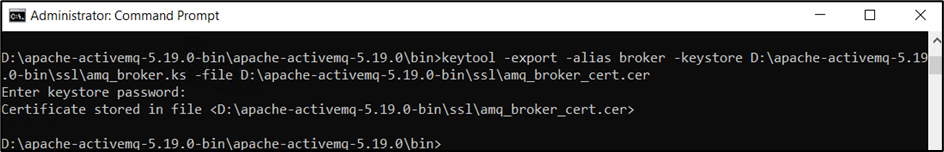 Administrator: Command Prompt
D:\apache-activemq-5.19.0-bin\apache-activemq-5.19.0\bin>keytool -export -alias broker -keystore D:\apache-activemq-5.19
.0-bin\ssl\amq_broker.ks -file D:\apache-activemq-5.19.0-bin\ssl\amq_broker_cert.cer
Enter keystore password:
Certificate stored in file <D:\apache-activemq-5.19.0-bin\ssl\amq_broker_cert.cer>
D:\apache-activemq-5.19.0-bin\apache-activemq-5.19.0\bin>